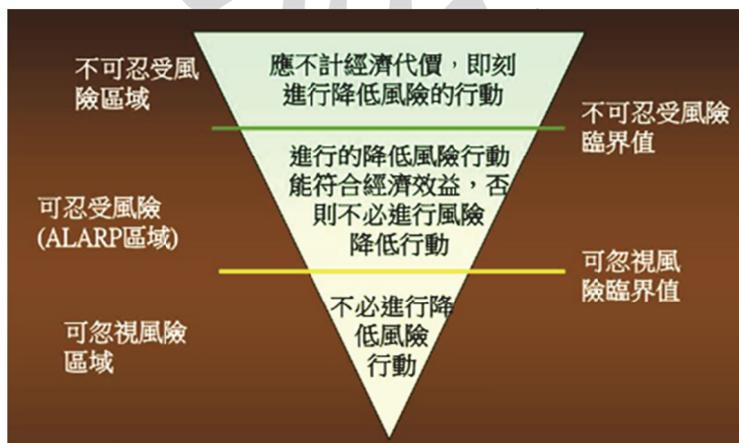 不可忍受風
險區域
應不計經濟代價，即刻
進行降低風險的行動
不可忍受風險
臨界值
進行的降低風險行動
能符合經濟效益，否
則不必進行風險
降低行動
可忍受風險
(ALARP區域)
可忽視風
險臨界值
不必進行降
低風險
行動
可忽視風險
區域